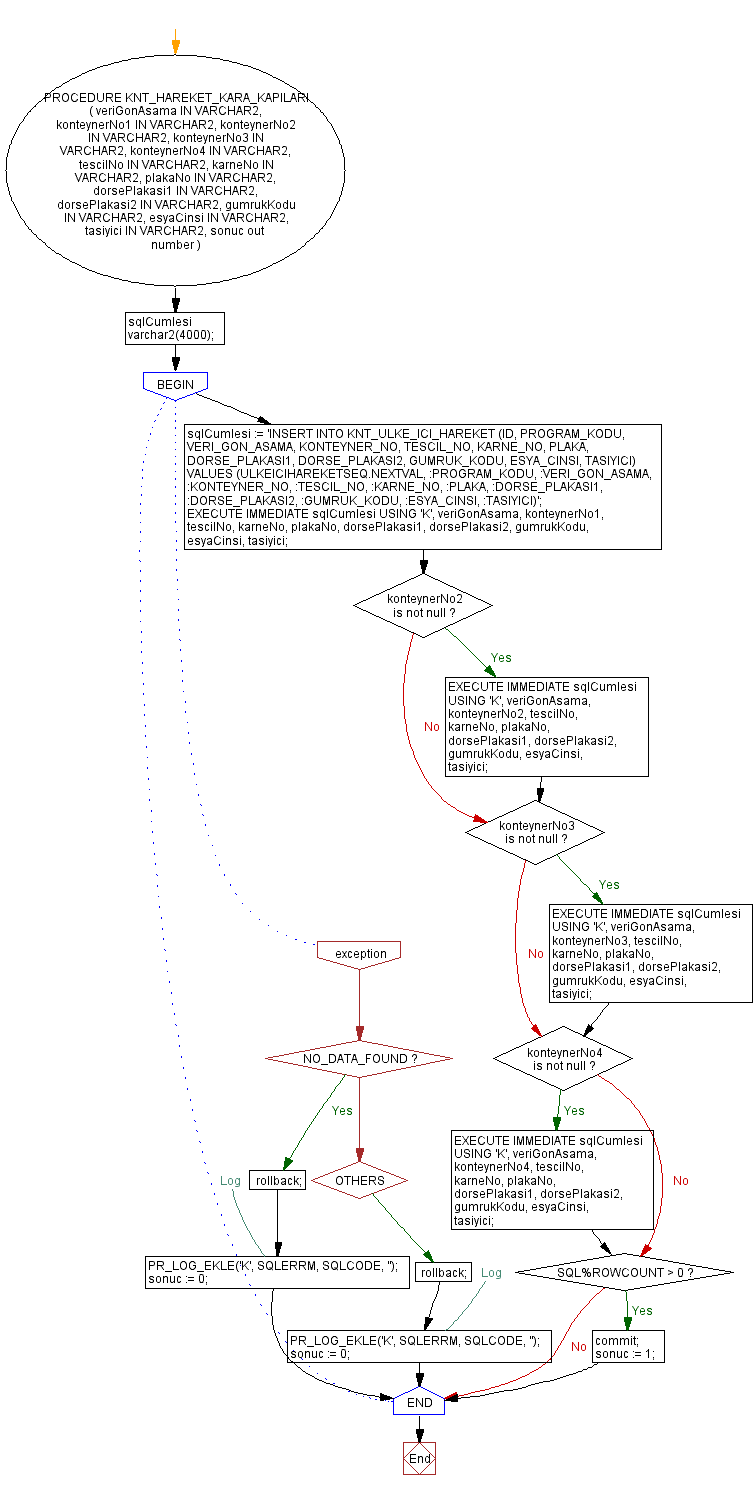 PROCEDURE KNT_HAREKET_KARA_KAPILARI
( veriGonAsama IN VARCHAR2,
konteynerNo1 IN VARCHAR2, konteynerNo2
IN VARCHAR2, konteynerNo3 IN
VARCHAR2, konteynerNo4 IN VARCHAR2,
tescilNo IN VARCHAR2, karneNo IN
VARCHAR2, plakaNo IN VARCHAR2,
dorsePlakasi1 IN VARCHAR2,
dorsePlakasi2 IN VARCHAR2, gumrukKodu
IN VARCHAR2, esyaCinsi IN VARCHAR2,
tasiyici IN VARCHAR2, sonuc out
number )
sqlCumlesi
varchar2(4000);
BEGIN
sqlCumlesi := 'INSERT INTO KNT_ULKE_ICI_HAREKET (ID, PROGRAM_KODU,
VERI_GON_ASAMA, KONTEYNER_NO, TESCIL_NO, KARNE_NO, PLAKA,
DORSE_PLAKASI1, DORSE_PLAKASI2, GUMRUK_KODU, ESYA_CINSI, TASIYICI)
VALUES (ULKEICIHAREKETSEQ.NEXTVAL, :PROGRAM_KODU, :VERI_GON_ASAMA,
:KONTEYNER_NO, :TESCIL_NO, :KARNE_NO, :PLAKA, :DORSE_PLAKASI1,
:DORSE_PLAKASI2, :GUMRUK_KODU, :ESYA_CINSI, :TASIYICI)';
EXECUTE IMMEDIATE sqlCumlesi USING 'K', veriGonAsama, konteynerNo1,
tescilNo, karneNo, plakaNo, dorsePlakasi1, dorsePlakasi2, gumrukKodu,
esyaCinsi, tasiyici;
konteynerNo2
is not null ?
Yes
No
EXECUTE IMMEDIATE sqlCumlesi
USING 'K', veriGonAsama,
konteynerNo2, tescilNo,
karneNo, plakaNo,
dorsePlakasi1, dorsePlakasi2,
gumrukKodu, esyaCinsi,
tasiyici;
konteynerNo3
is not null ?
Yes
No
EXECUTE IMMEDIATE sqlCumlesi
USING 'K', veriGonAsama,
konteynerNo3, tescilNo,
karneNo, plakaNo,
dorsePlakasi1, dorsePlakasi2,
gumrukKodu, esyaCinsi,
tasiyici;
exception
konteynerNo4
is not null ?
NO_DATA_FOUND ?
Yes
Yes
No
EXECUTE IMMEDIATE sqlCumlesi
USING 'K', veriGonAsama,
konteynerNo4, tescilNo,
karneNo, plakaNo,
dorsePlakasi1, dorsePlakasi2,
gumrukKodu, esyaCinsi,
tasiyici;
Log
rollback;
OTHERS
PR_LOG_EKLE('K', SQLERRM, SQLCODE, '');
sonuc := 0;
rollback;
Log
SQL%ROWCOUNT > 0 ?
Yes
No
PR_LOG_EKLE('K', SQLERRM, SQLCODE, '');
sonuc := 0;
commit;
sonuc := 1;
END
End